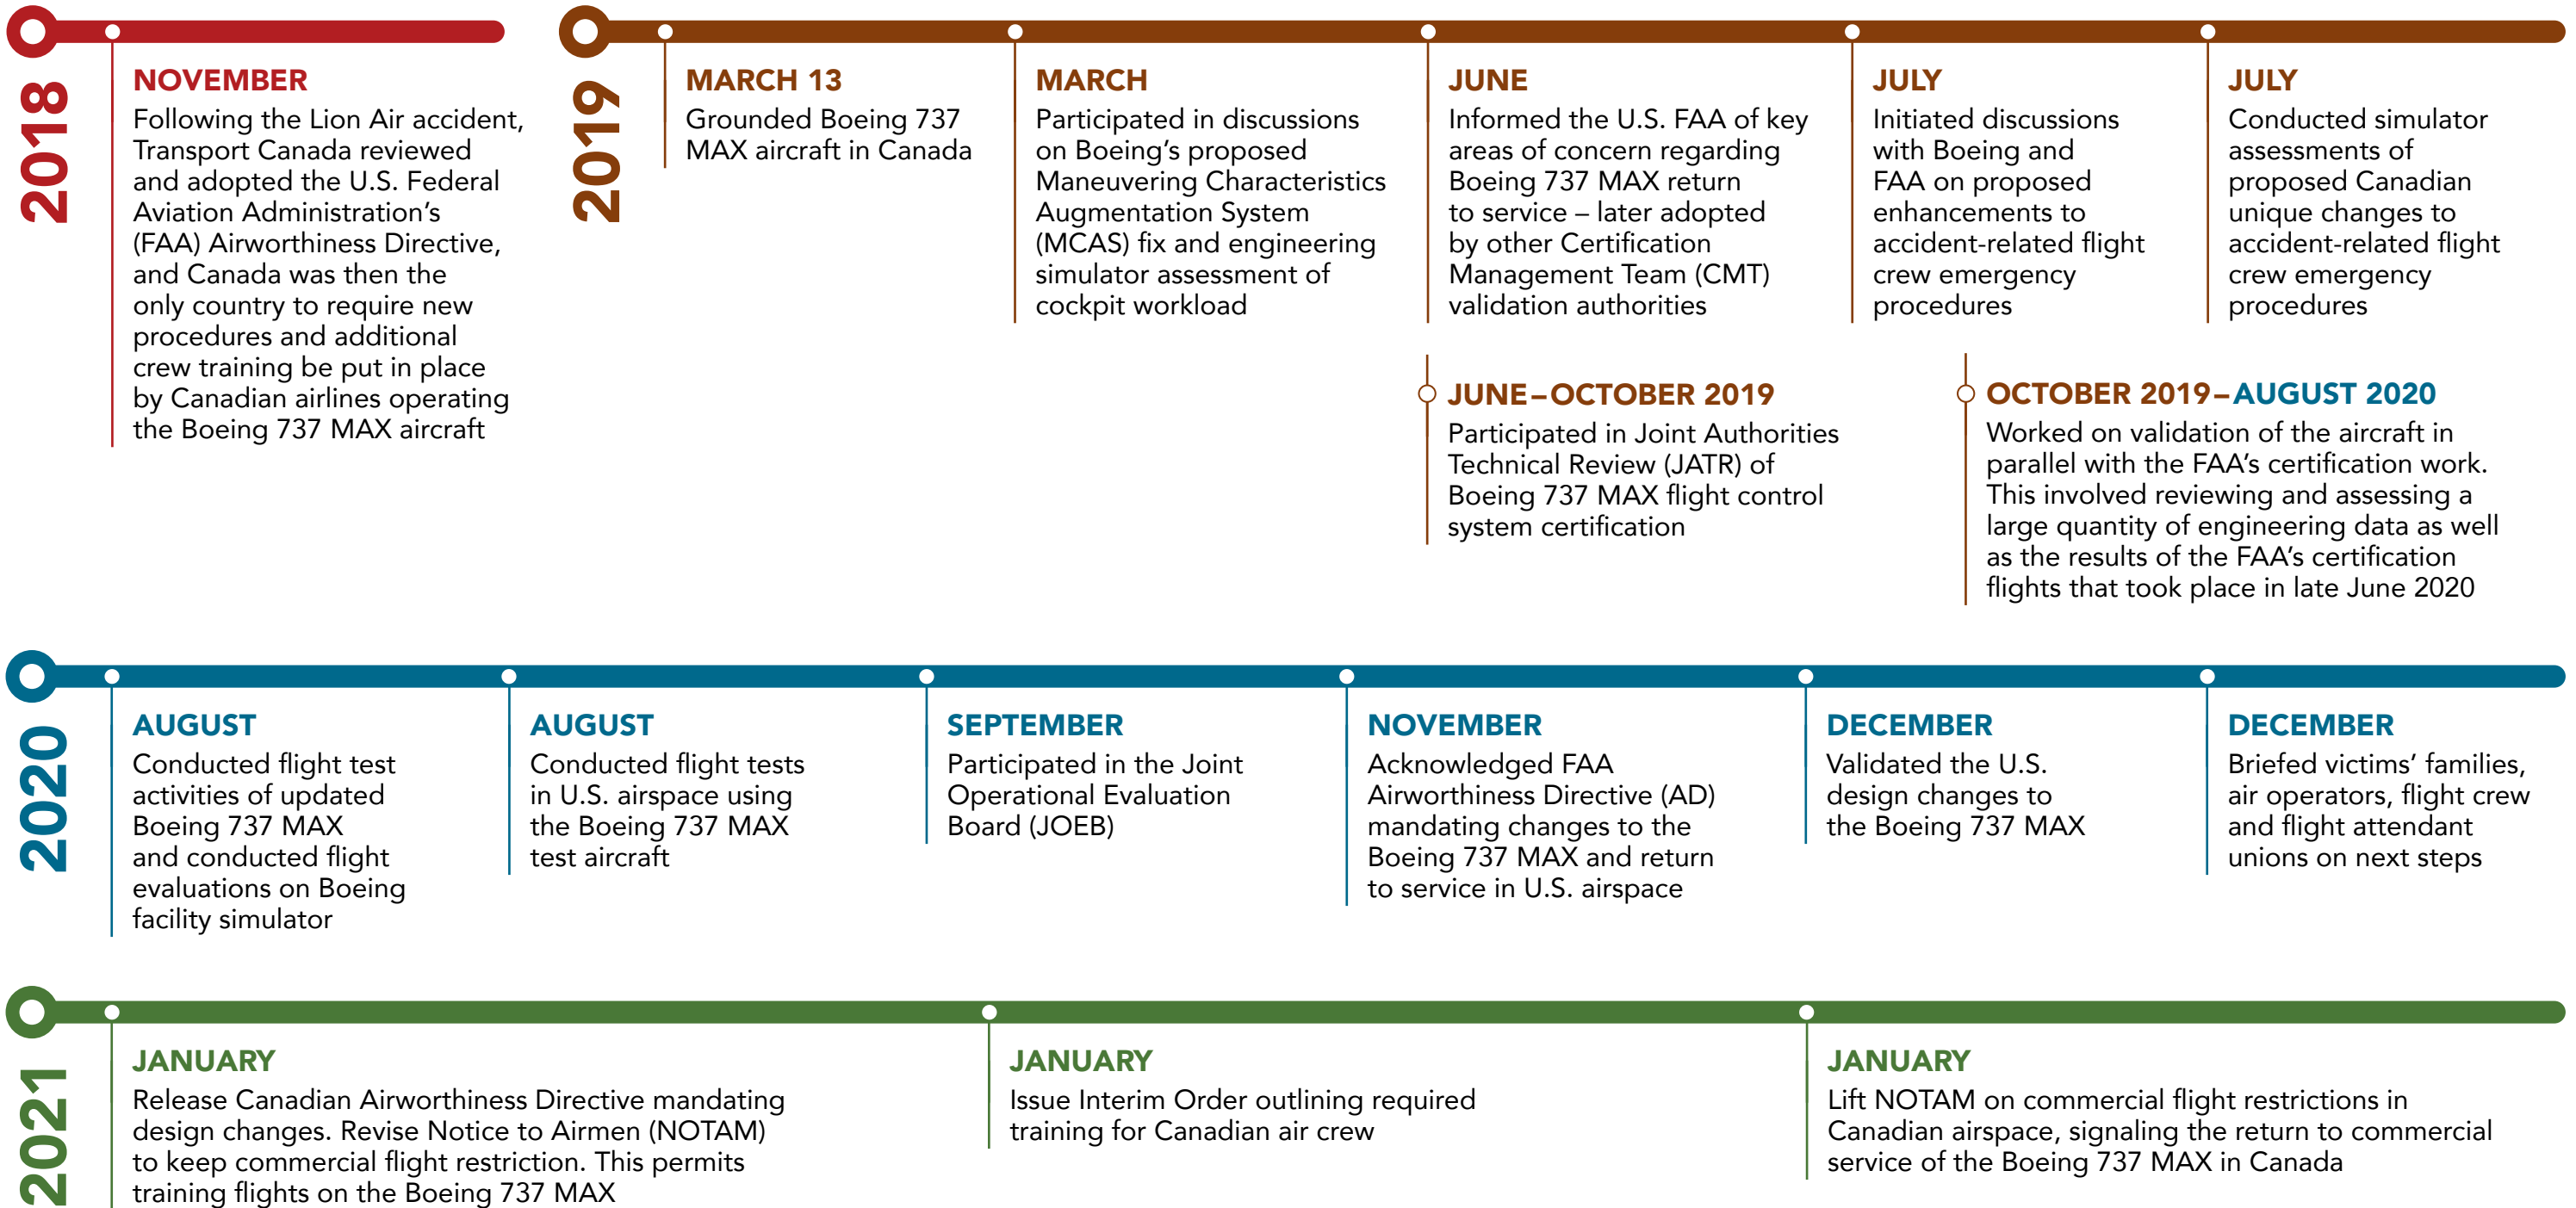 2018
NOVEMBER
Following the Lion Air accident,
Transport Canada reviewed
and adopted the U.S. Federal
Aviation Administration’s
(FAA) Airworthiness Directive,
and Canada was then the
only country to require new
procedures and additional
crew training be put in place
by Canadian airlines operating
the Boeing 737 MAX aircraft
2019
MARCH 13
Grounded Boeing 737
MAX aircraft in Canada
MARCH
Participated in discussions
on Boeing’s proposed
Maneuvering Characteristics
Augmentation System
(MCAS) fix and engineering
simulator assessment of
cockpit workload
JUNE
Informed the U.S. FAA of key
areas of concern regarding
Boeing 737 MAX return
to service – later adopted
by other Certification
Management Team (CMT)
validation authorities
JULY
Initiated discussions
with Boeing and
FAA on proposed
enhancements to
accident-related flight
crew emergency
procedures
JULY
Conducted simulator
assessments of
proposed Canadian
unique changes to
accident-related flight
crew emergency
procedures
JUNE–OCTOBER 2019
Participated in Joint Authorities
Technical Review (JATR) of
Boeing 737 MAX flight control
system certification
OCTOBER 2019–AUGUST 2020
Worked on validation of the aircraft in
parallel with the FAA’s certification work.
This involved reviewing and assessing a
large quantity of engineering data as well
as the results of the FAA’s certification
flights that took place in late June 2020
2020
AUGUST
Conducted flight test
activities of updated
Boeing 737 MAX
and conducted flight
evaluations on Boeing
facility simulator
AUGUST
Conducted flight tests
in U.S. airspace using
the Boeing 737 MAX
test aircraft
SEPTEMBER
Participated in the Joint
Operational Evaluation
Board (JOEB)
NOVEMBER
Acknowledged FAA
Airworthiness Directive (AD)
mandating changes to the
Boeing 737 MAX and return
to service in U.S. airspace
DECEMBER
Validated the U.S.
design changes to
the Boeing 737 MAX
DECEMBER
Briefed victims’ families,
air operators, flight crew
and flight attendant
unions on next steps
2021
JANUARY
Release Canadian Airworthiness Directive mandating
design changes. Revise Notice to Airmen (NOTAM)
to keep commercial flight restriction. This permits
training flights on the Boeing 737 MAX
JANUARY
Issue Interim Order outlining required
training for Canadian air crew
JANUARY
Lift NOTAM on commercial flight restrictions in
Canadian airspace, signaling the return to commercial
service of the Boeing 737 MAX in Canada